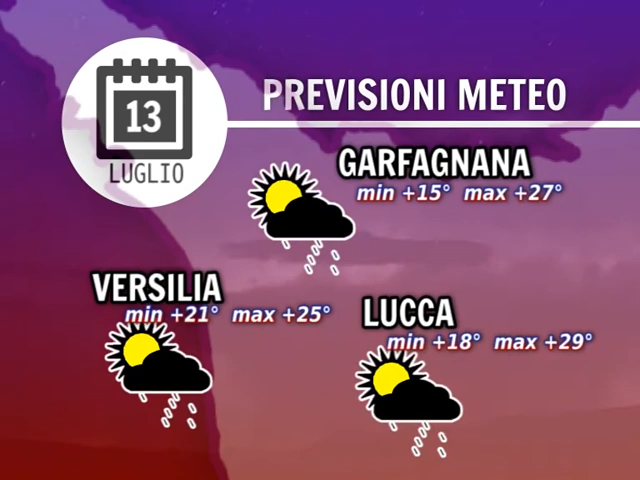 13
LUGLIO
PREVISIONI METEO
GARFAGNANA
min +15° max +27°
VERSILIA
min +21° max +25°
LUCCA
min +18° max +29°